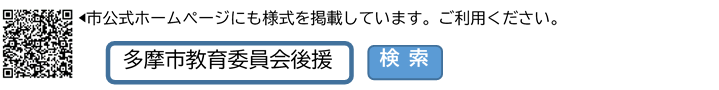 ◀市公式ホームページにも様式を掲載しています。ご利用ください。
多摩市教育委員会後援 検 索